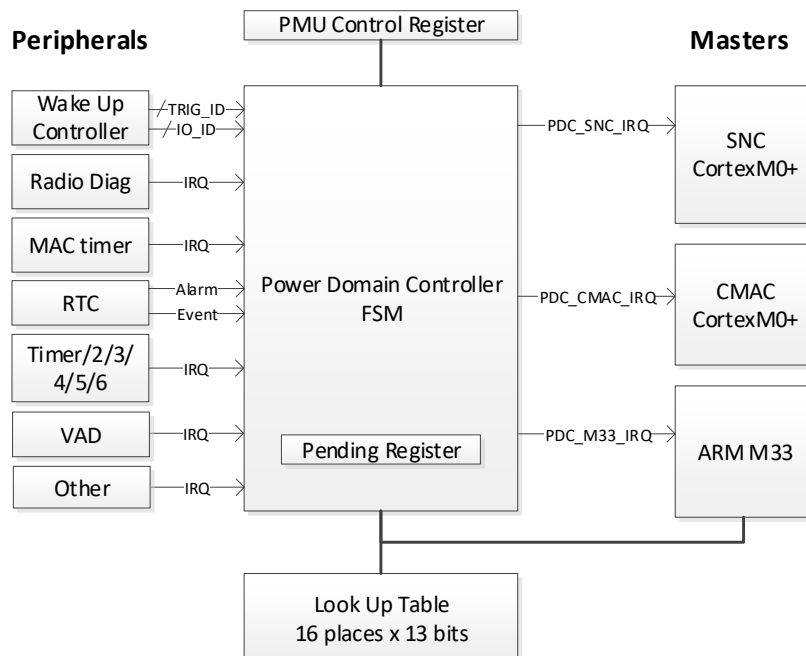 Peripherals
PMU Control Register
Masters
Wake Up
Controller
TRIG_ID
IO_ID
Radio Diag
IRQ
MAC timer
IRQ
RTC
Alarm
Event
Timer/2/3/
4/5/6
IRQ
VAD
IRQ
Other
IRQ
Power Domain Controller
FSM
Pending Register
PDC_SNC_IRQ
SNC
CortexM0+
PDC_CMAC_IRQ
CMAC
CortexM0+
PDC_M33_IRQ
ARM M33
Look Up Table
16 places x 13 bits